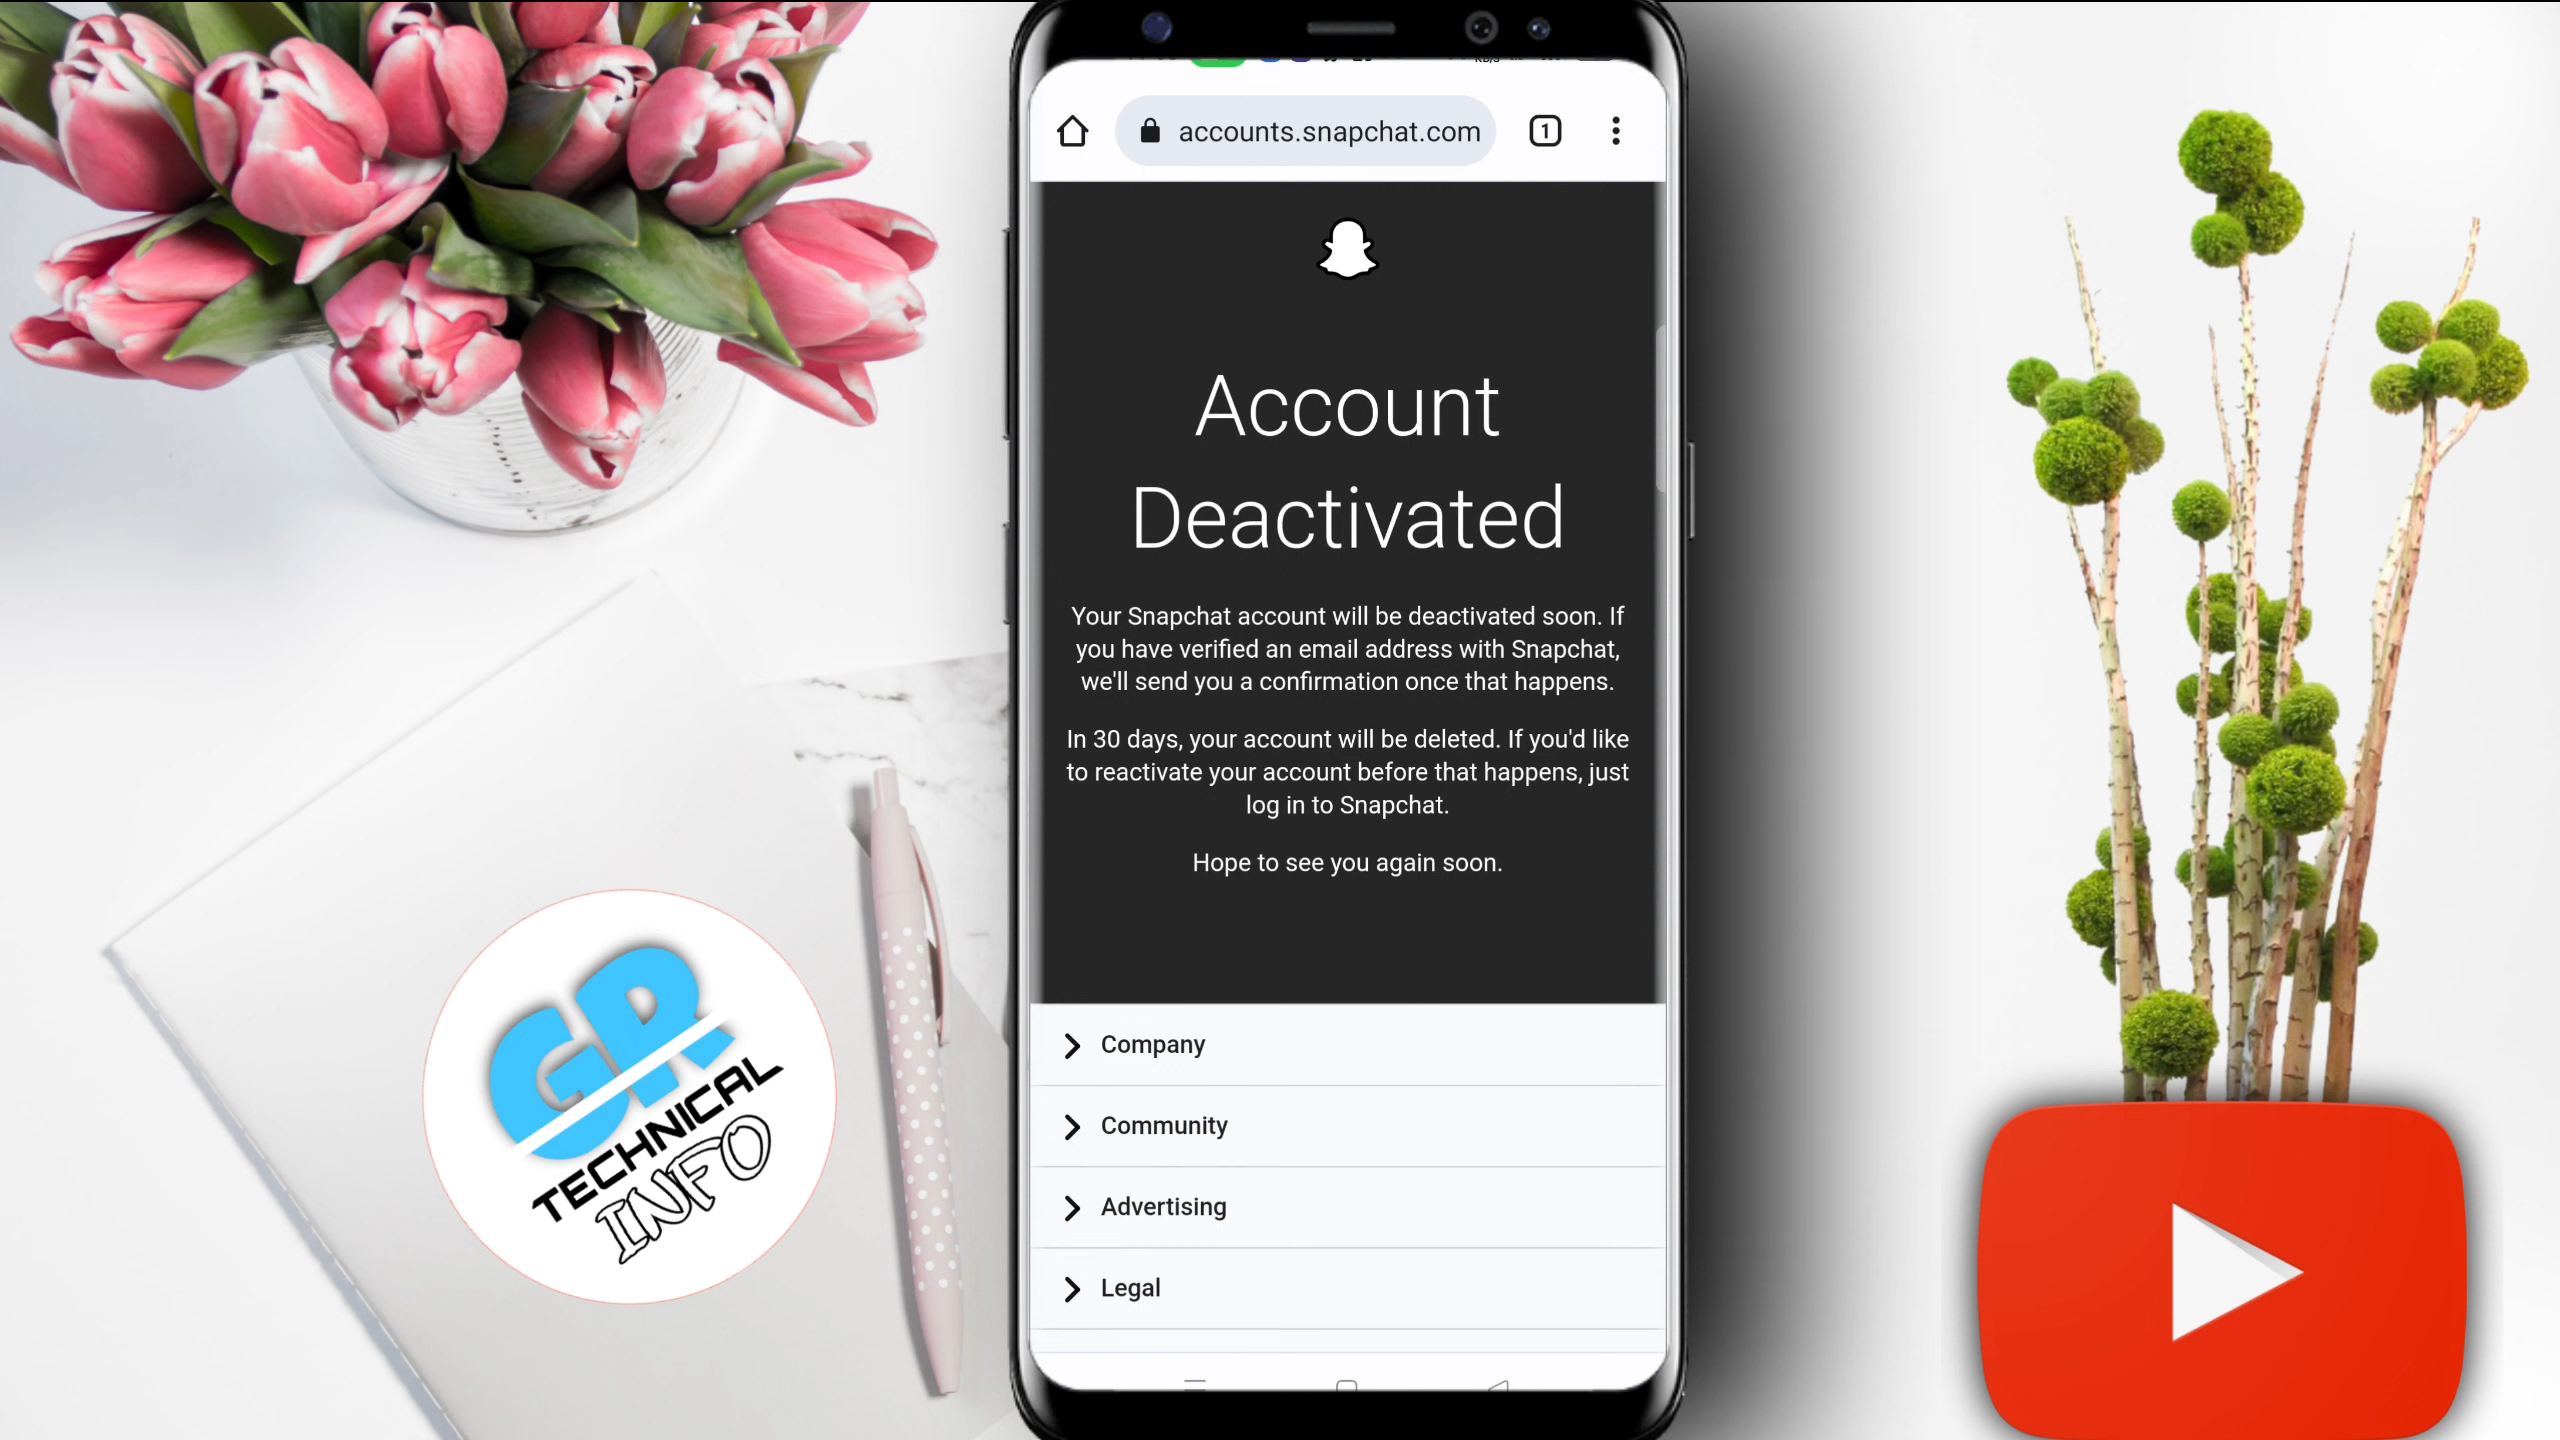 accounts.snapchat.com
1
Account
Deactivated
Your Snapchat account will be deactivated soon. If
you have verified an email address with Snapchat,
we'll send you a confirmation once that happens.
In 30 days, your account will be deleted. If you'd like
to reactivate your account before that happens, just
log in to Snapchat.
Hope to see you again soon.
Company
Community
Advertising
Legal
GR
TECHNICAL
INFO